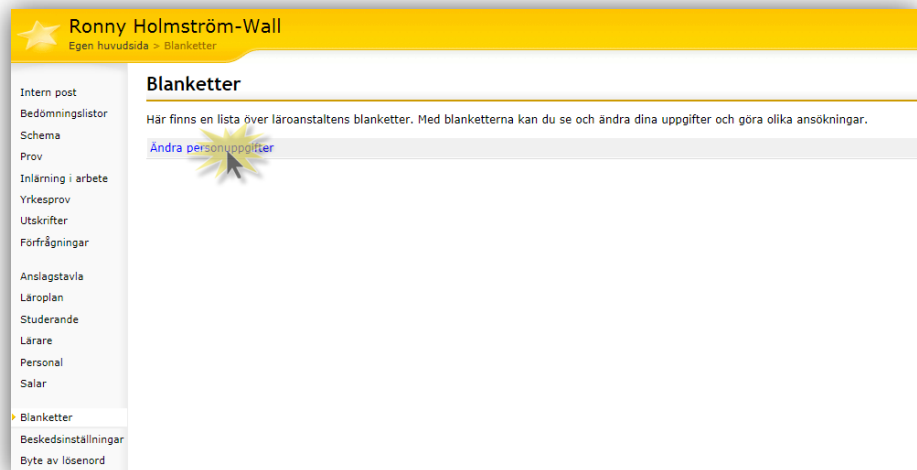 Ronny Holmström-Wall
Egen huvudsida > Blanketter
Intern post
Bedömningslistor
Schema
Prov
Inlärning i arbete
Yrkesprov
Utskrifter
Förfrågningar
Anslagstavla
Läroplan
Studerande
Lärare
Personal
Salar
Blanketter
Beskedsinställningar
Byte av lösenord
Blanketter
Här finns en lista över läroanstaltens blanketter. Med blanketterna kan du se och ändra dina uppgifter och göra olika ansökningar.
Ändra personuppgifter